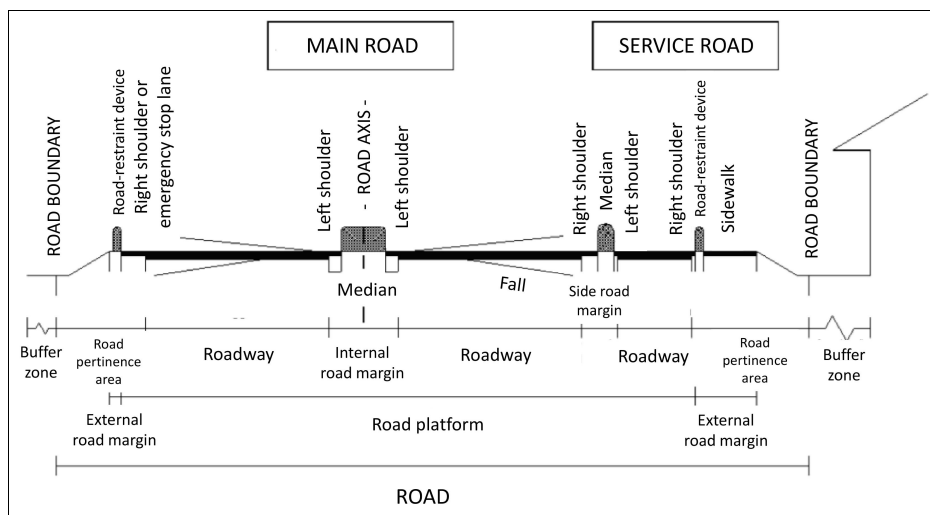 MAIN ROAD
SERVICE ROAD
ROAD BOUNDARY
Road-restraint device
Right shoulder or
emergency stop lane
Left shoulder
- ROAD AXIS -
Left shoulder
Right shoulder
Median
Left shoulder
Right shoulder
Road-restraint device
Sidewalk
ROAD BOUNDARY
Median
Fall
Side road
margin
Buffer
zone
Road
pertinence
area
Roadway
Internal
road margin
Roadway
Roadway
Road
pertinence
area
Buffer
zone
External
road margin
Road platform
External
road margin
ROAD